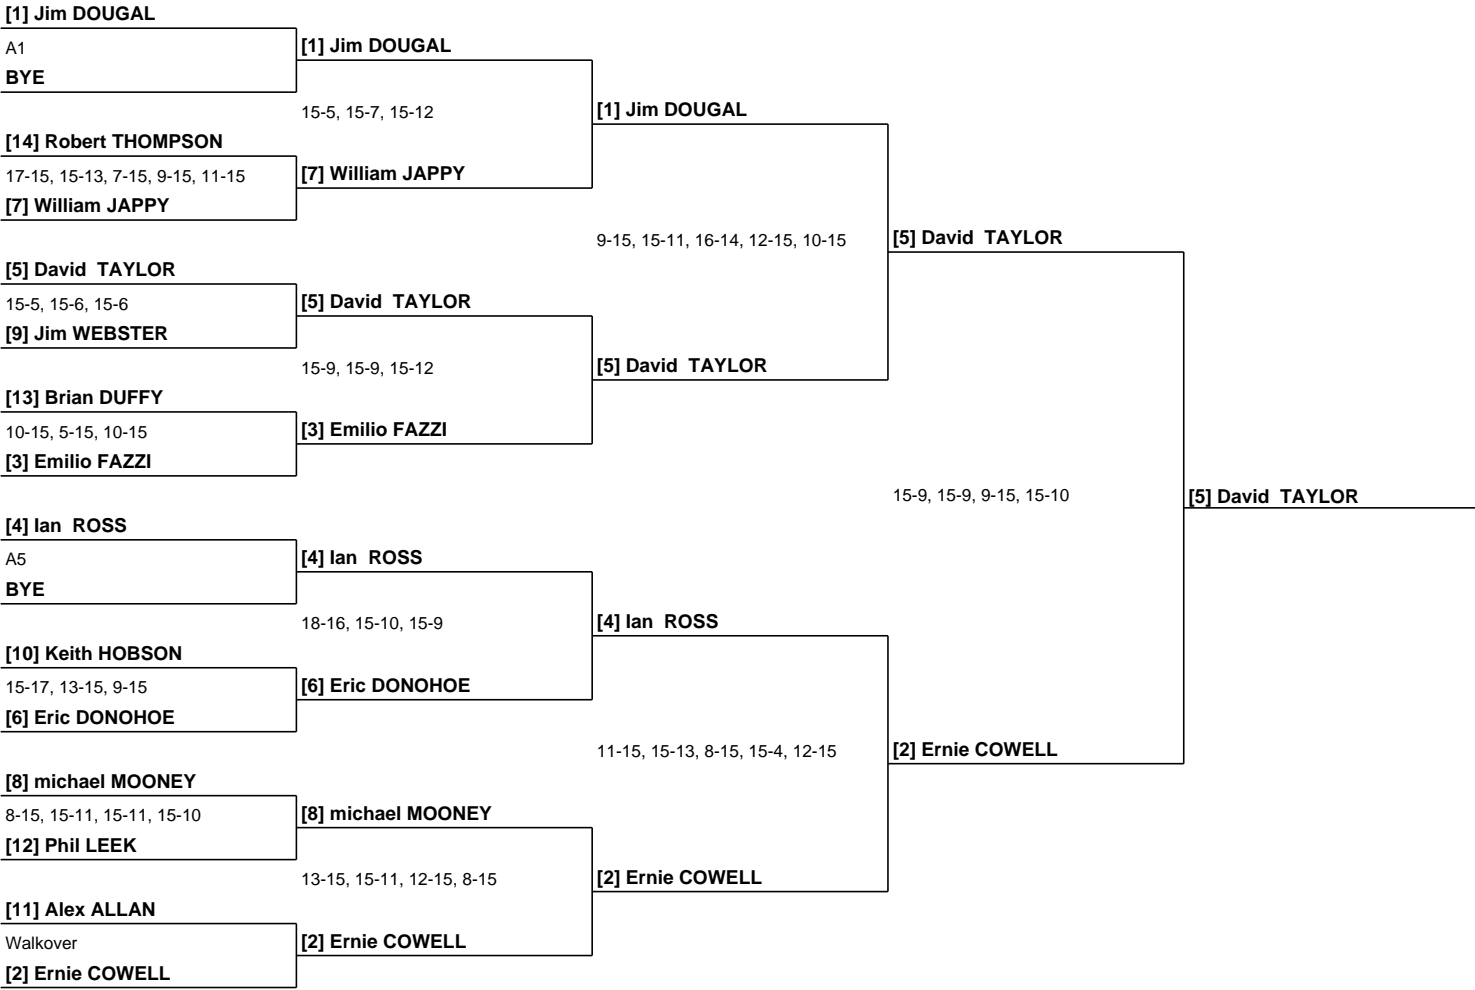 [1] Jim DOUGAL
A1
BYE
[14] Robert THOMPSON
17-15, 15-13, 7-15, 9-15, 11-15
[7] William JAPPY
[5] David  TAYLOR
15-5, 15-6, 15-6
[9] Jim WEBSTER
[13] Brian DUFFY
10-15, 5-15, 10-15
[3] Emilio FAZZI
[4] Ian  ROSS
A5
BYE
[10] Keith HOBSON
15-17, 13-15, 9-15
[6] Eric DONOHOE
[8] michael MOONEY
8-15, 15-11, 15-11, 15-10
[12] Phil LEEK
[11] Alex ALLAN
Walkover
[2] Ernie COWELL
[1] Jim DOUGAL
15-5, 15-7, 15-12
[7] William JAPPY
[5] David  TAYLOR
15-9, 15-9, 15-12
[3] Emilio FAZZI
[4] Ian  ROSS
18-16, 15-10, 15-9
[6] Eric DONOHOE
[8] michael MOONEY
13-15, 15-11, 12-15, 8-15
[2] Ernie COWELL
[1] Jim DOUGAL
9-15, 15-11, 16-14, 12-15, 10-15
[5] David  TAYLOR
[4] Ian  ROSS
11-15, 15-13, 8-15, 15-4, 12-15
[2] Ernie COWELL
[5] David  TAYLOR
15-9, 15-9, 9-15, 15-10
[2] Ernie COWELL
[5] David  TAYLOR